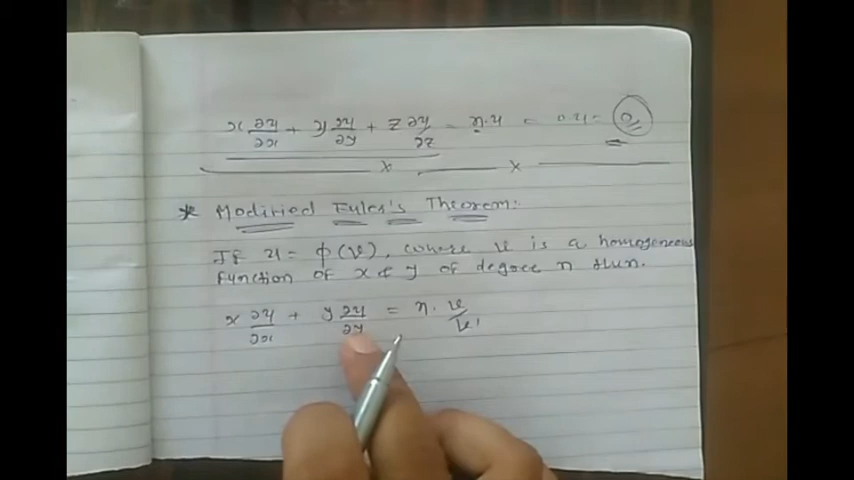 x ∂u/∂x + y ∂u/∂y + z ∂u/∂z = n.u = 0.u = 0
* Modified Euler's Theorem:
If u = φ(v), where v is a homogeneous
function of x & y of degree n then.
x ∂u/∂x + y ∂u/∂y = n. v/v'